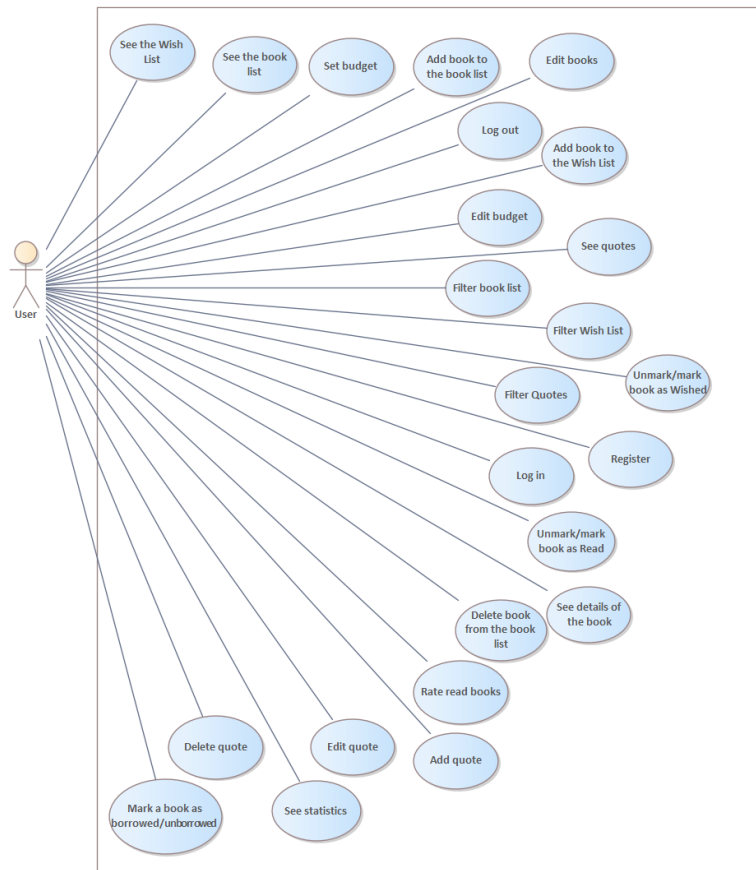 See the Wish
List
See the book
list
Set budget
Add book to
the book list
Edit books
Log out
Add book to
the Wish List
Edit budget
See quotes
User
Filter book list
Filter Wish List
Unmark/mark
book as Wished
Filter Quotes
Register
Log in
Unmark/mark
book as Read
See details of
the book
Delete book
from the book
list
Rate read books
Add quote
Edit quote
Delete quote
See statistics
Mark a book as
borrowed/unborrowed